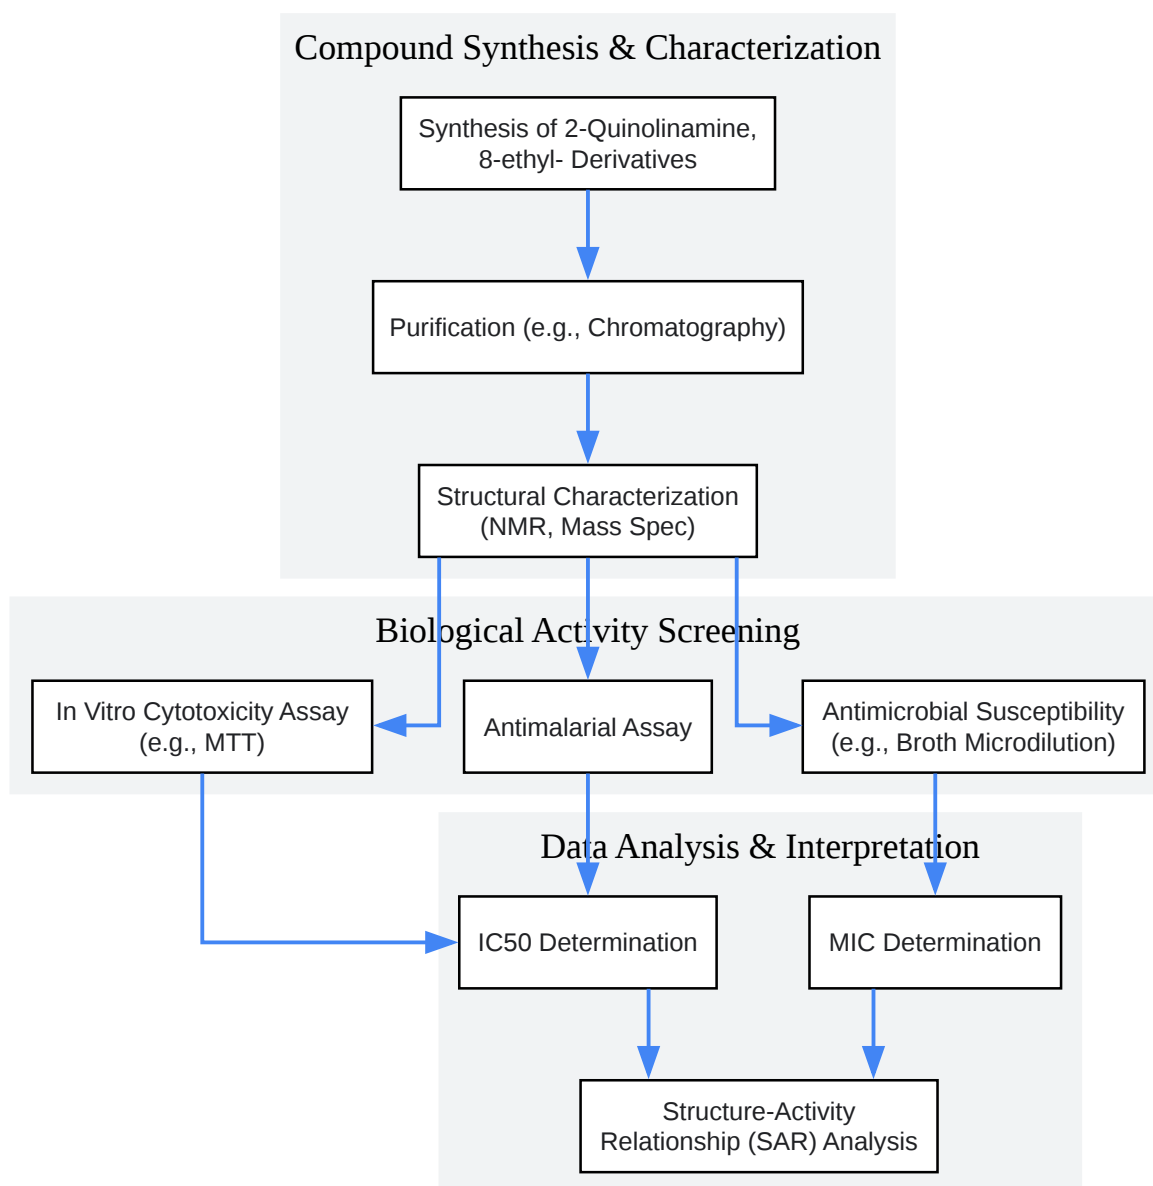 Compound Synthesis & Characterization
Synthesis of 2-Quinolinamine,
8-ethyl- Derivatives
Purification (e.g., Chromatography)
Structural Characterization
(NMR, Mass Spec)
Biological Activity Screening
In Vitro Cytotoxicity Assay
(e.g., MTT)
Antimalarial Assay
Antimicrobial Susceptibility
(e.g., Broth Microdilution)
Data Analysis & Interpretation
IC50 Determination
MIC Determination
Structure-Activity
Relationship (SAR) Analysis